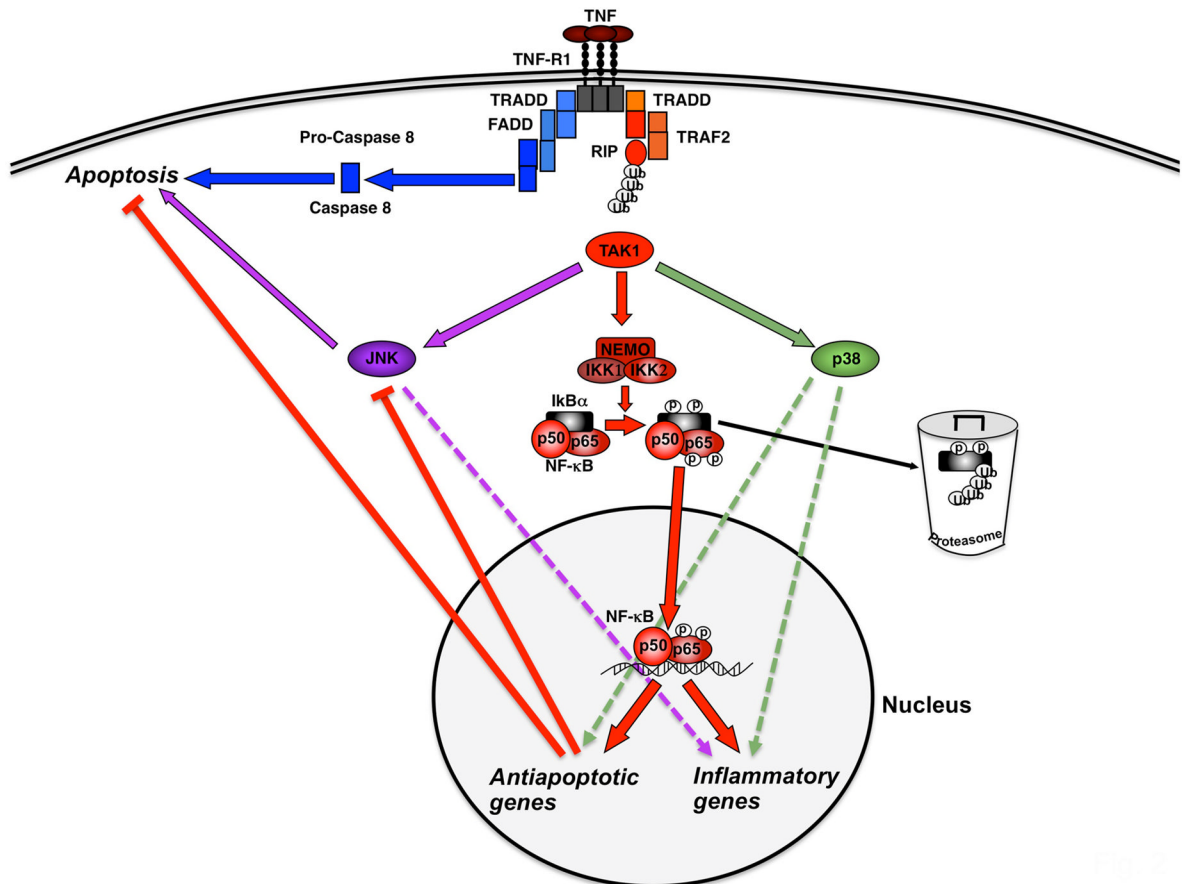 TNF
TNF-R1
TRADD
TRADD
FADD
TRAF2
Pro-Caspase 8
RIP
Ub
Ub
Ub
Ub
Apoptosis
Caspase 8
TAK1
JNK
NEMO
IKK1 IKK2
p38
IkBα
p50 p65
NF-κB
p p
p50 p65
p p
p p
Ub
Ub
Ub
Ub
Proteasome
NF-κB
p p
p50 p65
Nucleus
Antiapoptotic
genes
Inflammatory
genes